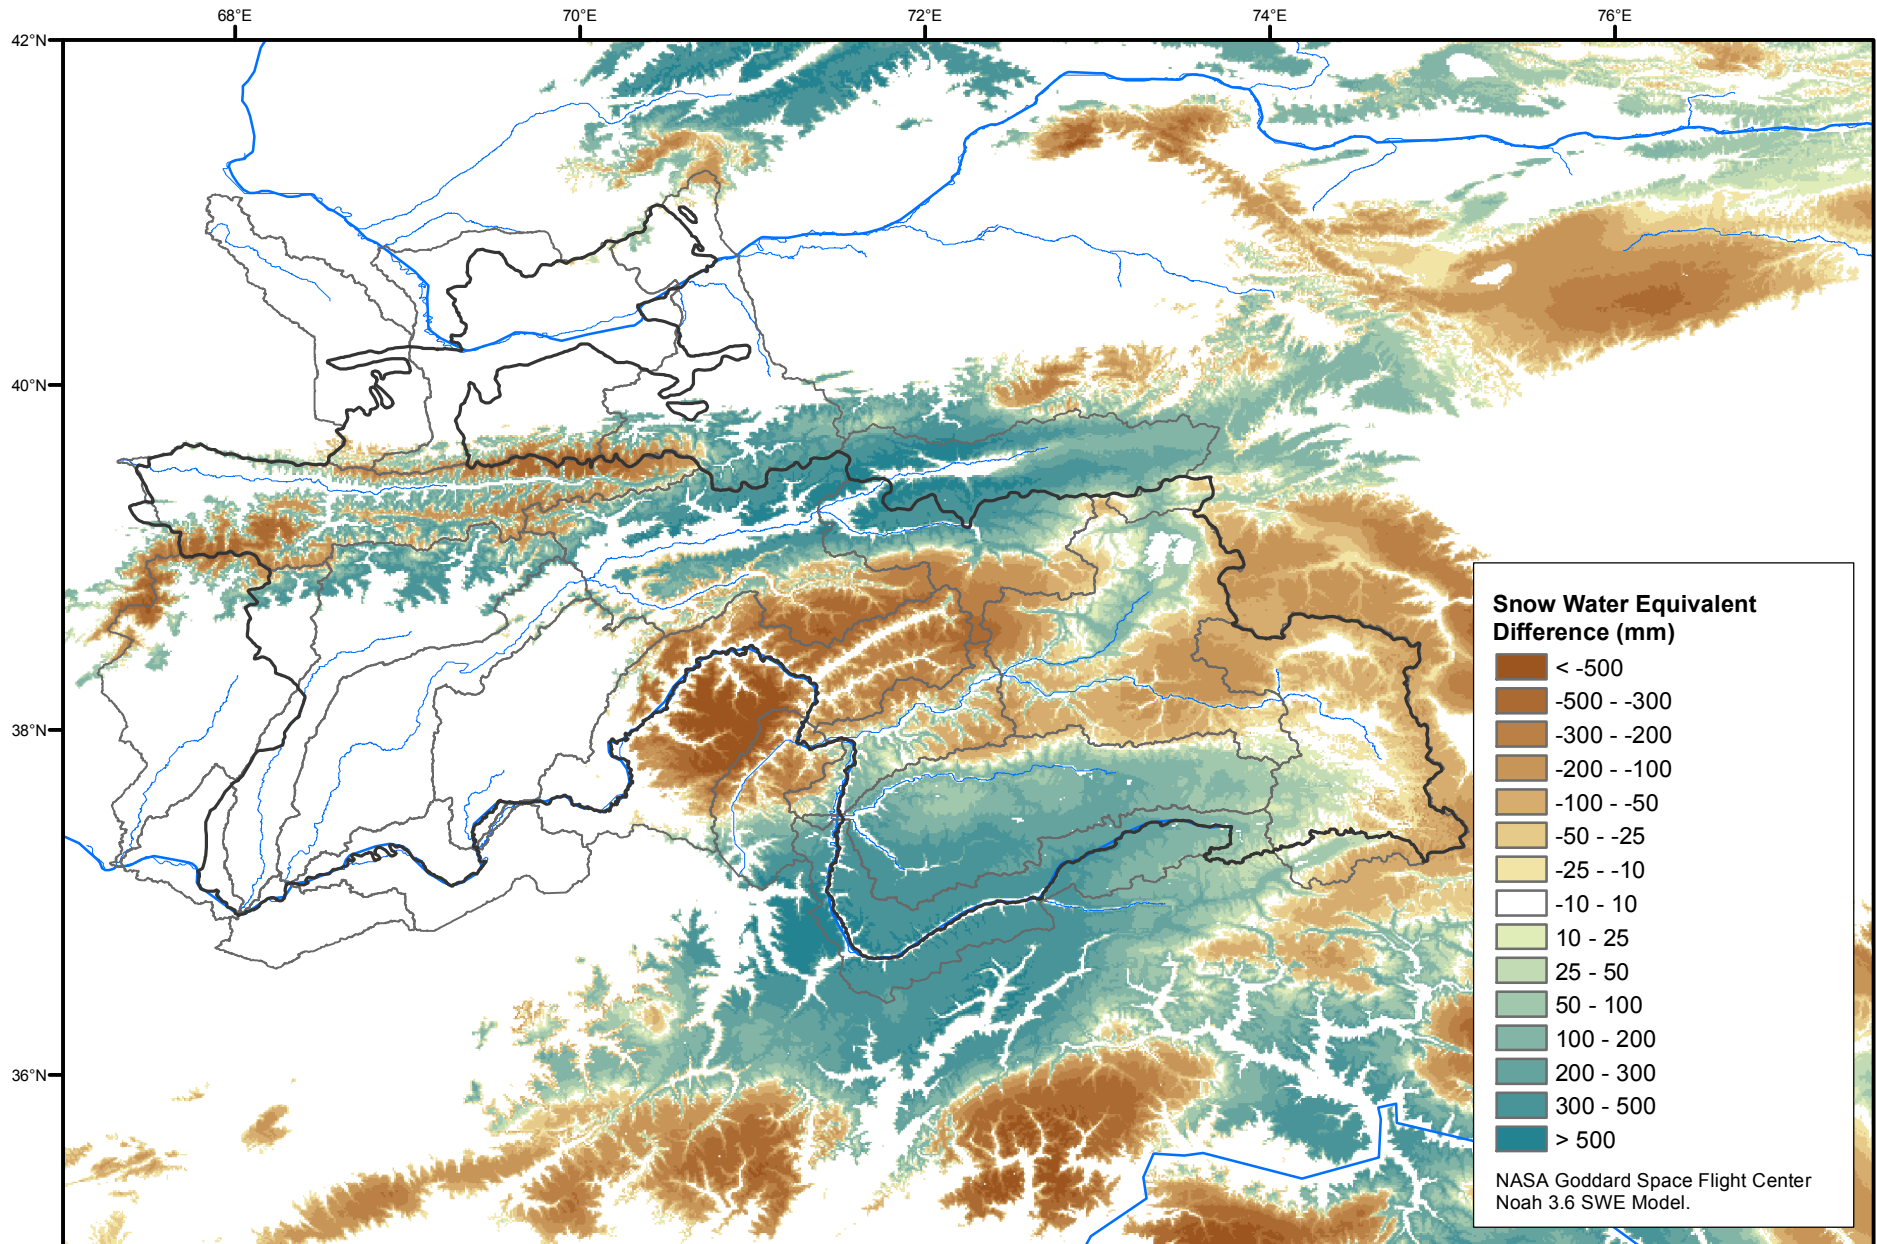 68°E
70°E
72°E
74°E
76°E
42°N
40°N
38°N
36°N
Snow Water Equivalent
Difference (mm)
< -500
-500 - -300
-300 - -200
-200 - -100
-100 - -50
-50 - -25
-25 - -10
-10 - 10
10 - 25
25 - 50
50 - 100
100 - 200
200 - 300
300 - 500
> 500
NASA Goddard Space Flight Center
Noah 3.6 SWE Model.